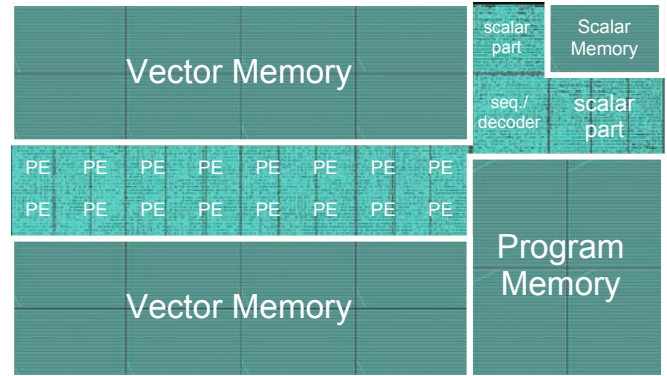 Vector Memory
scalar
part
Scalar
Memory
seq./
decoder
scalar
part
PE PE PE PE PE PE PE PE
PE PE PE PE PE PE PE PE
Vector Memory
Program
Memory